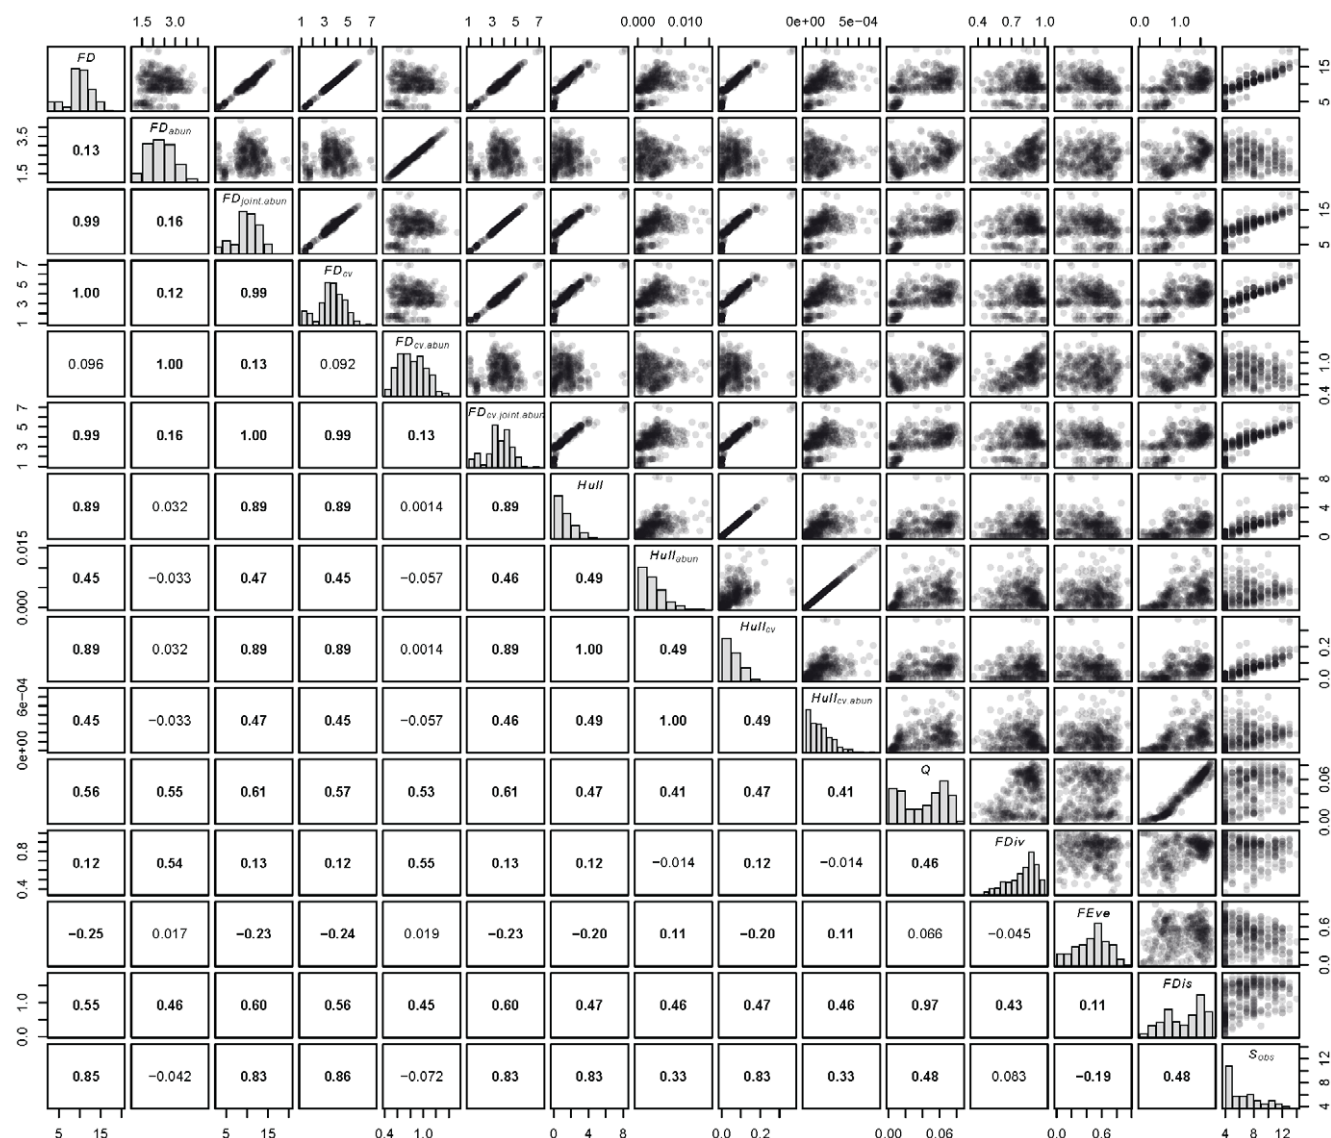 1.5 3.0 1 3 5 7 1 3 5 7 0.000 0.010 0e+00 5e−04 0.4 0.7 1.0 0.0 1.0
FD 5 15
1.5 3.5 0.13 FDabun
0.99 0.16 FDjoint.abun 5 15
1 3 5 7 1.00 0.12 0.99 FDcv
0.096 1.00 0.13 0.092 FDcv.abun 0.4 1.0
1 3 5 7 0.99 0.16 1.00 0.99 0.13 FDcv.joint.abun
0.89 0.032 0.89 0.89 0.0014 0.89 Hull 0 4 8
0.000 0.015 0.45 −0.033 0.47 0.45 −0.057 0.46 0.49 Hullabun
0.89 0.032 0.89 0.89 0.0014 0.89 1.00 0.49 Hullcv 0.0 0.2
0e+00 6e−04 0.45 −0.033 0.47 0.45 −0.057 0.46 0.49 1.00 0.49 Hullcv.abun
0.56 0.55 0.61 0.57 0.53 0.61 0.47 0.41 0.47 0.41 Q 0.00 0.06
0.4 0.8 0.12 0.54 0.13 0.12 0.55 0.13 0.12 −0.014 0.12 −0.014 0.46 FDiv
−0.25 0.017 −0.23 −0.24 0.019 −0.23 −0.20 0.11 −0.20 0.11 0.066 −0.045 FEve 0.0 0.6
0.0 1.0 0.55 0.46 0.60 0.56 0.45 0.60 0.47 0.46 0.47 0.46 0.97 0.43 0.11 FDis
0.85 −0.042 0.83 0.86 −0.072 0.83 0.83 0.33 0.83 0.33 0.48 0.083 −0.19 0.48 Sobs 4 8 12
5 15 5 15 0.4 1.0 0 4 8 0.0 0.2 0.00 0.06 0.0 0.6 4 6 8 12